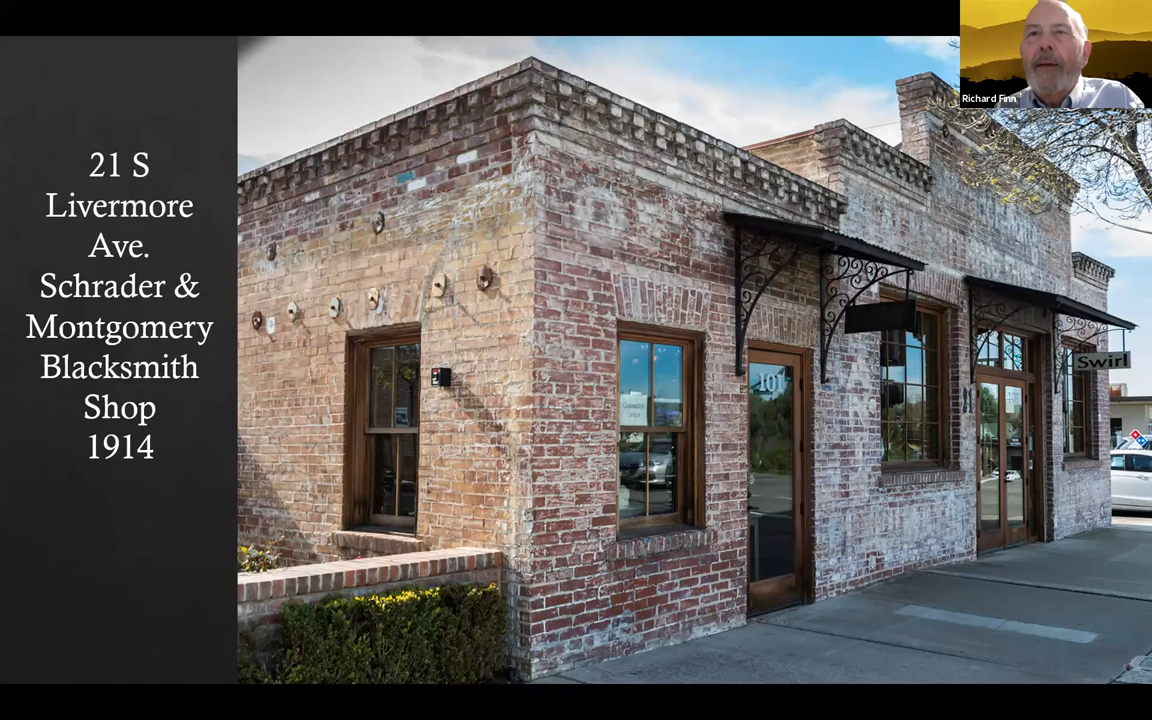 21 S
Livermore
Ave.
Schrader &
Montgomery
Blacksmith
Shop
1914
101
Swirl
Richard Finn